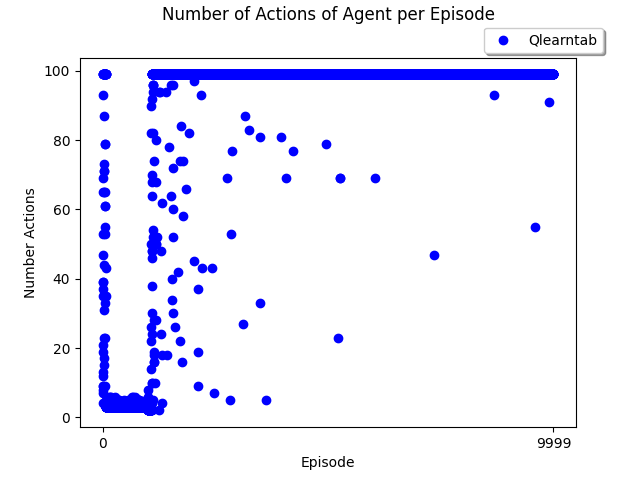 Number of Actions of Agent per Episode
Qlearntab
100
80
60
40
20
0
Number Actions
0
9999
Episode